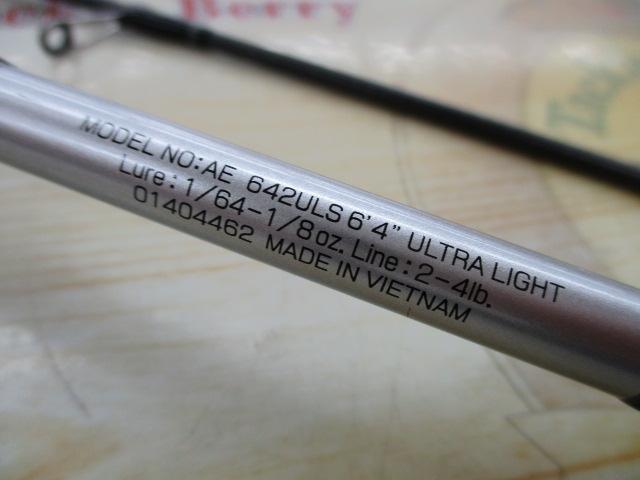 Berry
MODEL NO:AE 642ULS 6'4" ULTRA LIGHT
Lure : 1/64-1/8oz. Line : 2-4lb.
01404462 MADE IN VIETNAM